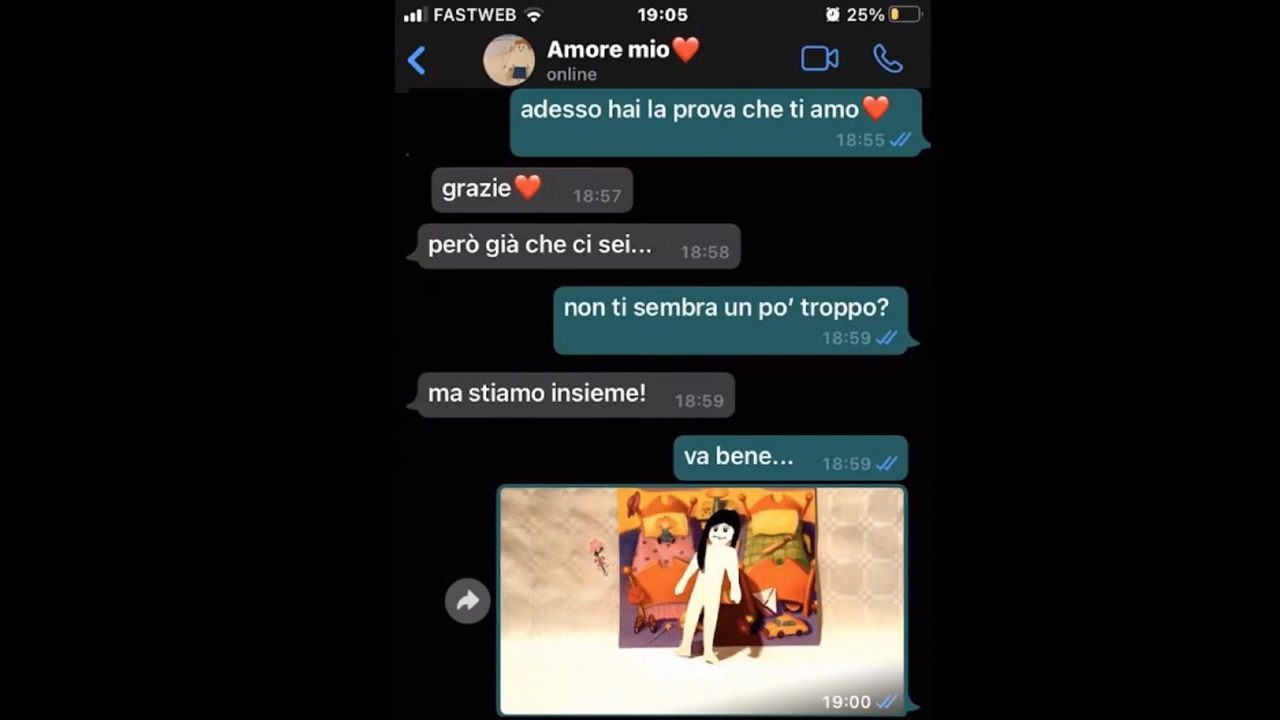 FASTWEB 19:05 25%
Amore mio❤️
online
adesso hai la prova che ti amo❤️
18:55
grazie❤️ 18:57
però già che ci sei... 18:58
non ti sembra un po’ troppo?
18:59
ma stiamo insieme! 18:59
va bene... 18:59
19:00